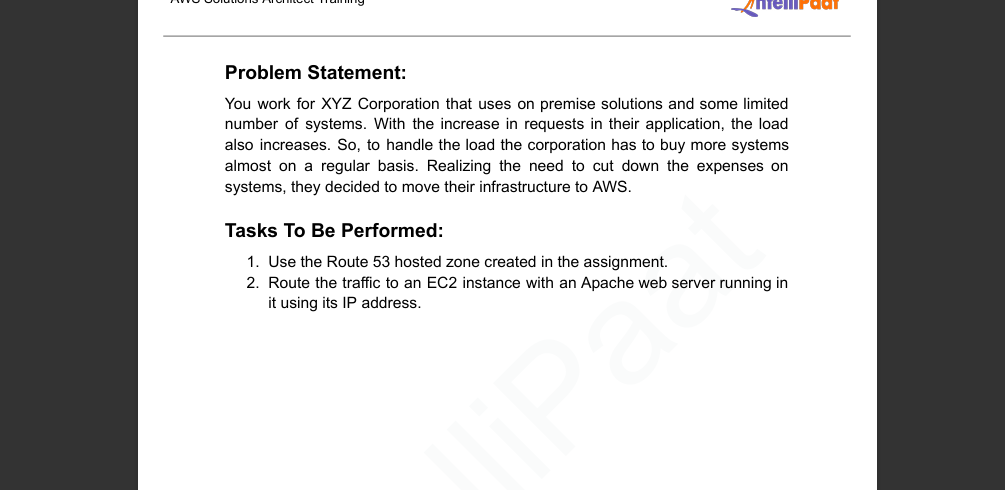 AWS Solutions Architect Training
IntelliPaat
Problem Statement:
You work for XYZ Corporation that uses on premise solutions and some limited
number of systems. With the increase in requests in their application, the load
also increases. So, to handle the load the corporation has to buy more systems
almost on a regular basis. Realizing the need to cut down the expenses on
systems, they decided to move their infrastructure to AWS.
Tasks To Be Performed:
1. Use the Route 53 hosted zone created in the assignment.
2. Route the traffic to an EC2 instance with an Apache web server running in
it using its IP address.
lliPaat